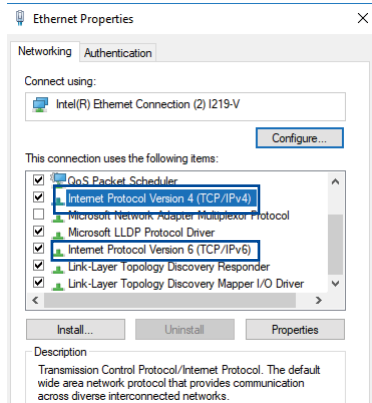 Ethernet Properties
Networking
Authentication
Connect using:
Intel(R) Ethernet Connection (2) I219-V
Configure...
This connection uses the following items:
QoS Packet Scheduler
Internet Protocol Version 4 (TCP/IPv4)
Microsoft Network Adapter Multiplexor Protocol
Microsoft LLDP Protocol Driver
Internet Protocol Version 6 (TCP/IPv6)
Link-Layer Topology Discovery Responder
Link-Layer Topology Discovery Mapper I/O Driver
Install...
Uninstall
Properties
Description
Transmission Control Protocol/Internet Protocol. The default
wide area network protocol that provides communication
across diverse interconnected networks.